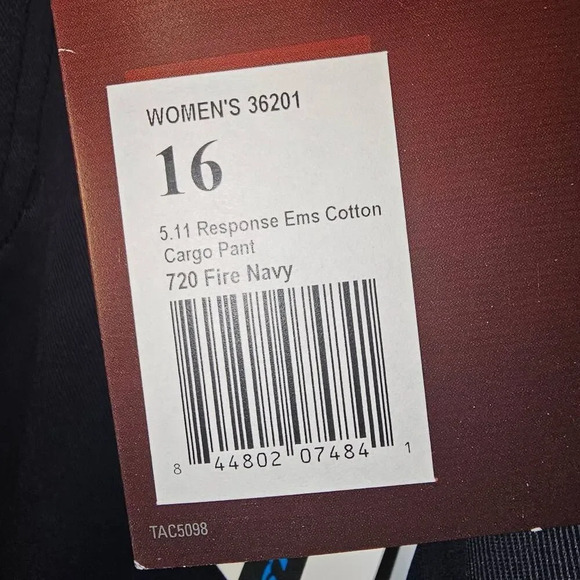 WOMEN'S 36201
16
5.11 Response Ems Cotton
Cargo Pant
720 Fire Navy
8 44802 07484 1
TAC5098